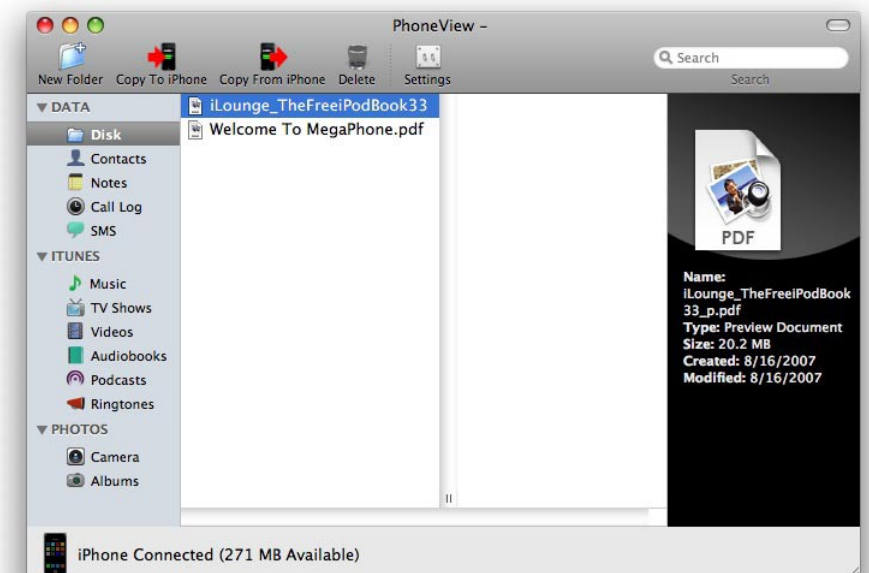 PhoneView –
New Folder
Copy To iPhone
Copy From iPhone
Delete
Settings
Search
Search
DATA
Disk
Contacts
Notes
Call Log
SMS
ITUNES
Music
TV Shows
Videos
Audiobooks
Podcasts
Ringtones
PHOTOS
Camera
Albums
iLounge_TheFreeiPodBook33
Welcome To MegaPhone.pdf
PDF
Name:
iLounge_TheFreeiPodBook
33_p.pdf
Type: Preview Document
Size: 20.2 MB
Created: 8/16/2007
Modified: 8/16/2007
iPhone Connected (271 MB Available)